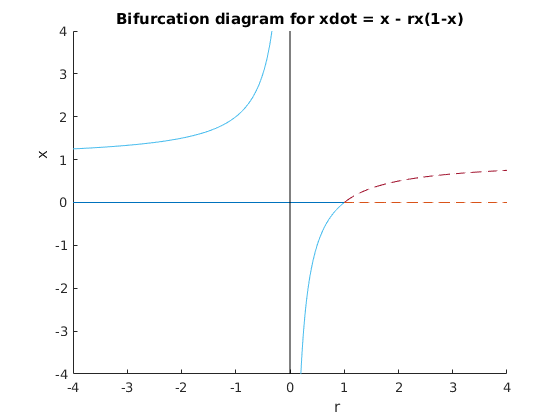 Bifurcation diagram for xdot = x - rx(1-x)
4
3
2
1
0
-1
-2
-3
-4
x
-4 -3 -2 -1 0 1 2 3 4
r